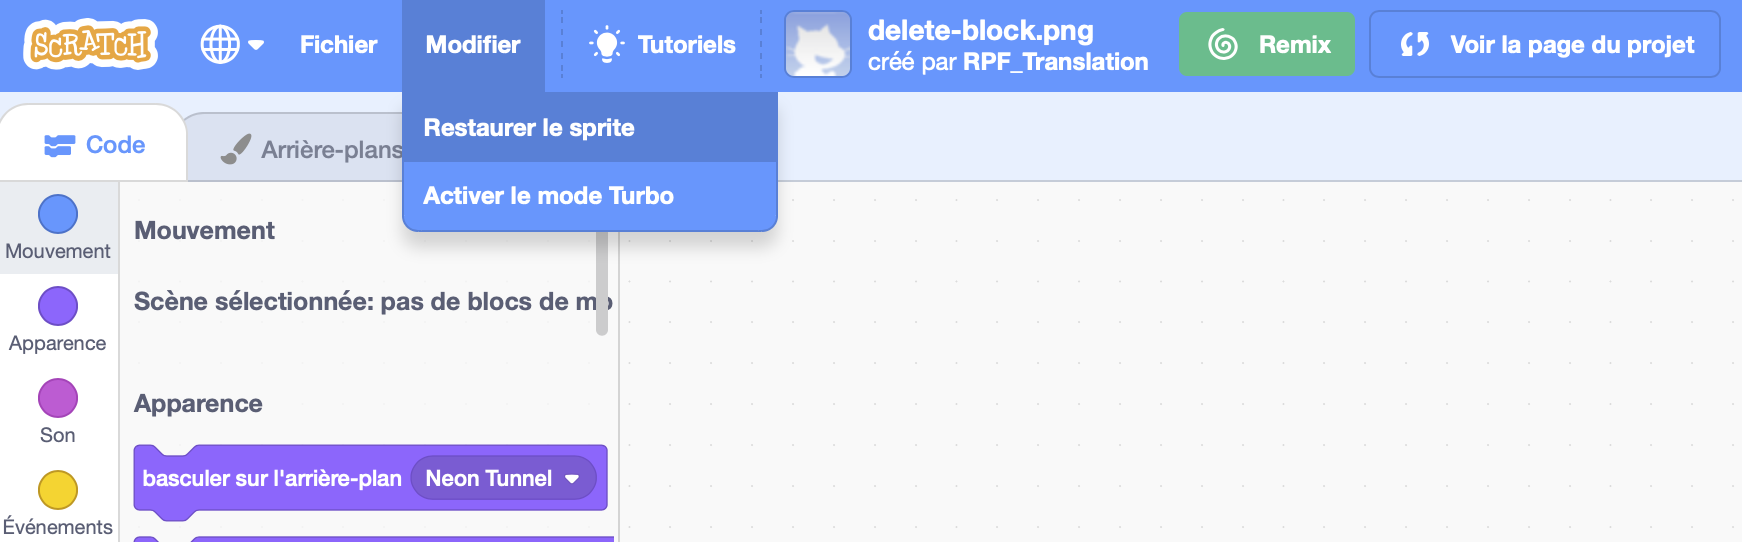 SCRATCH
Fichier
Modifier
Tutoriels
delete-block.png
créé par RPF_Translation
Remix
Voir la page du projet
Restaurer le sprite
Activer le mode Turbo
Code
Arrière-plans
Mouvement
Apparence
Son
Événements
Mouvement
Scène sélectionnée: pas de blocs de mo
Apparence
basculer sur l'arrière-plan Neon Tunnel